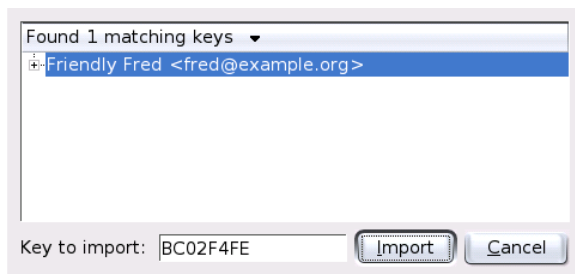 Found 1 matching keys
Friendly Fred <fred@example.org>
Key to import: BC02F4FE Import Cancel